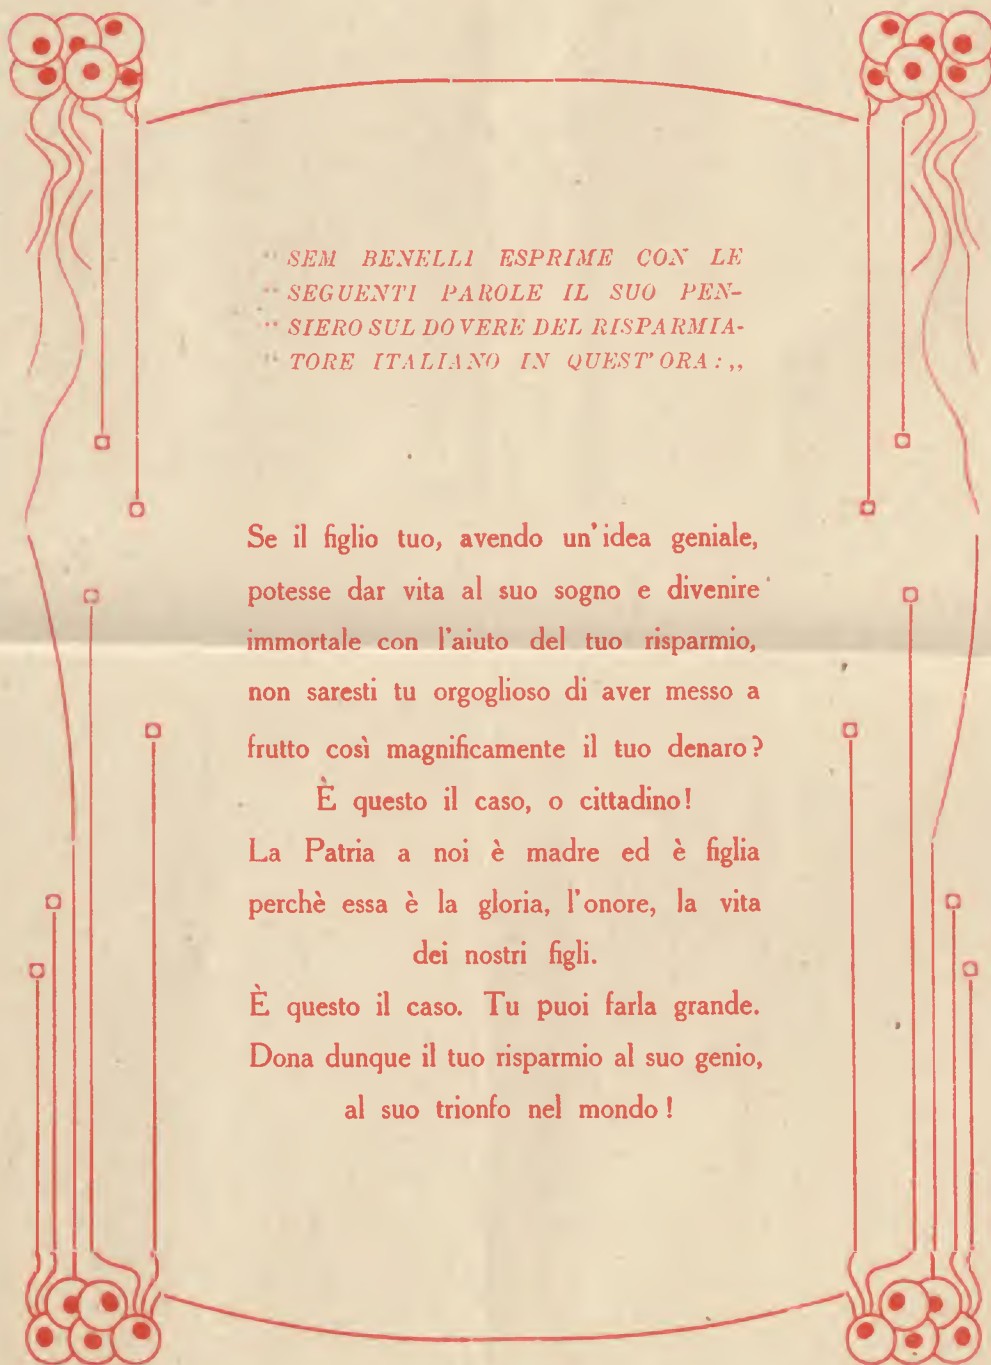 " SEM BENELLI ESPRIME CON LE
" SEGUENTI PAROLE IL SUO PEN-
" SIERO SUL DOVERE DEL RISPARMIA-
" TORE ITALIANO IN QUEST'ORA : „
Se il figlio tuo, avendo un'idea geniale,
potesse dar vita al suo sogno e divenire
immortale con l'aiuto del tuo risparmio,
non saresti tu orgoglioso di aver messo a
frutto così magnificamente il tuo denaro ?
È questo il caso, o cittadino !
La Patria a noi è madre ed è figlia
perchè essa è la gloria, l'onore, la vita
dei nostri figli.
È questo il caso. Tu puoi farla grande.
Dona dunque il tuo risparmio al suo genio,
al suo trionfo nel mondo !